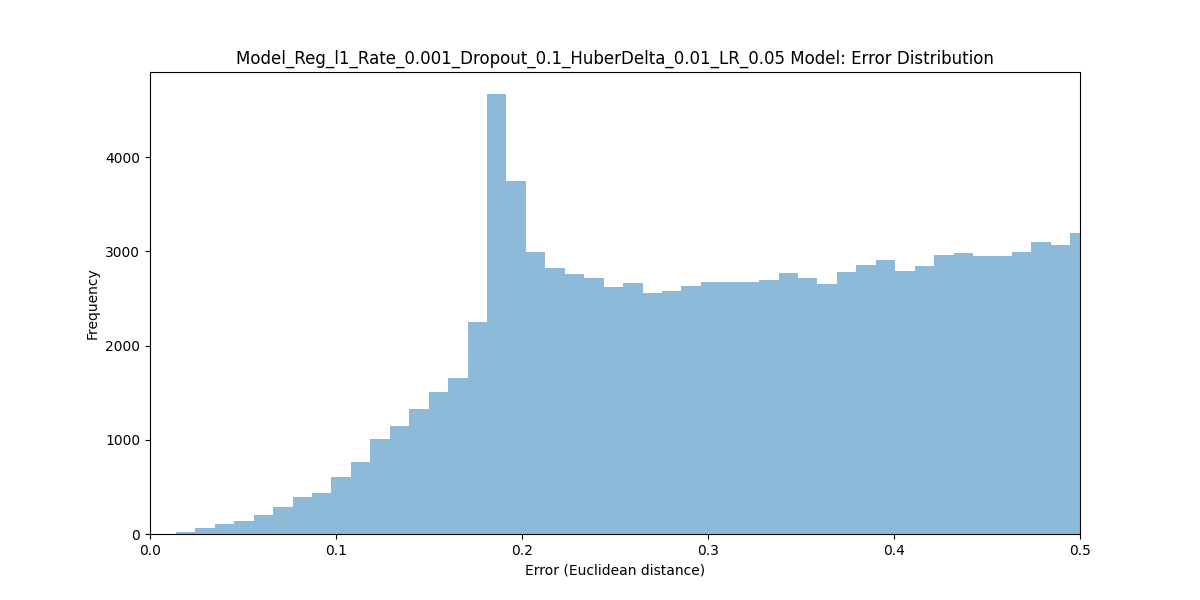 Model_Reg_l1_Rate_0.001_Dropout_0.1_HuberDelta_0.01_LR_0.05 Model: Error Distribution
Frequency
4000
3000
2000
1000
0
0.0 0.1 0.2 0.3 0.4 0.5
Error (Euclidean distance)